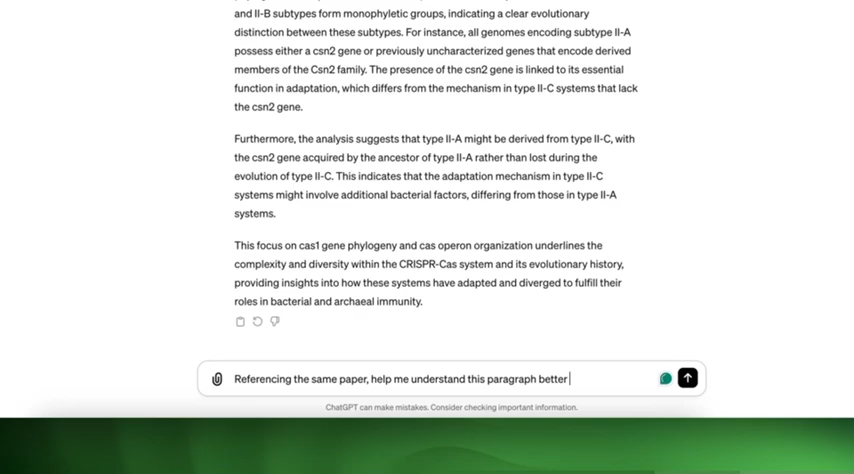 and II-B subtypes form monophyletic groups, indicating a clear evolutionary
distinction between these subtypes. For instance, all genomes encoding subtype II-A
possess either a csn2 gene or previously uncharacterized genes that encode derived
members of the Csn2 family. The presence of the csn2 gene is linked to its essential
function in adaptation, which differs from the mechanism in type II-C systems that lack
the csn2 gene.
Furthermore, the analysis suggests that type II-A might be derived from type II-C, with
the csn2 gene acquired by the ancestor of type II-A rather than lost during the
evolution of type II-C. This indicates that the adaptation mechanism in type II-C
systems might involve additional bacterial factors, differing from those in type II-A
systems.
This focus on cas1 gene phylogeny and cas operon organization underlines the
complexity and diversity within the CRISPR-Cas system and its evolutionary history,
providing insights into how these systems have adapted and diverged to fulfill their
roles in bacterial and archaeal immunity.
Referencing the same paper, help me understand this paragraph better
ChatGPT can make mistakes. Consider checking important information.